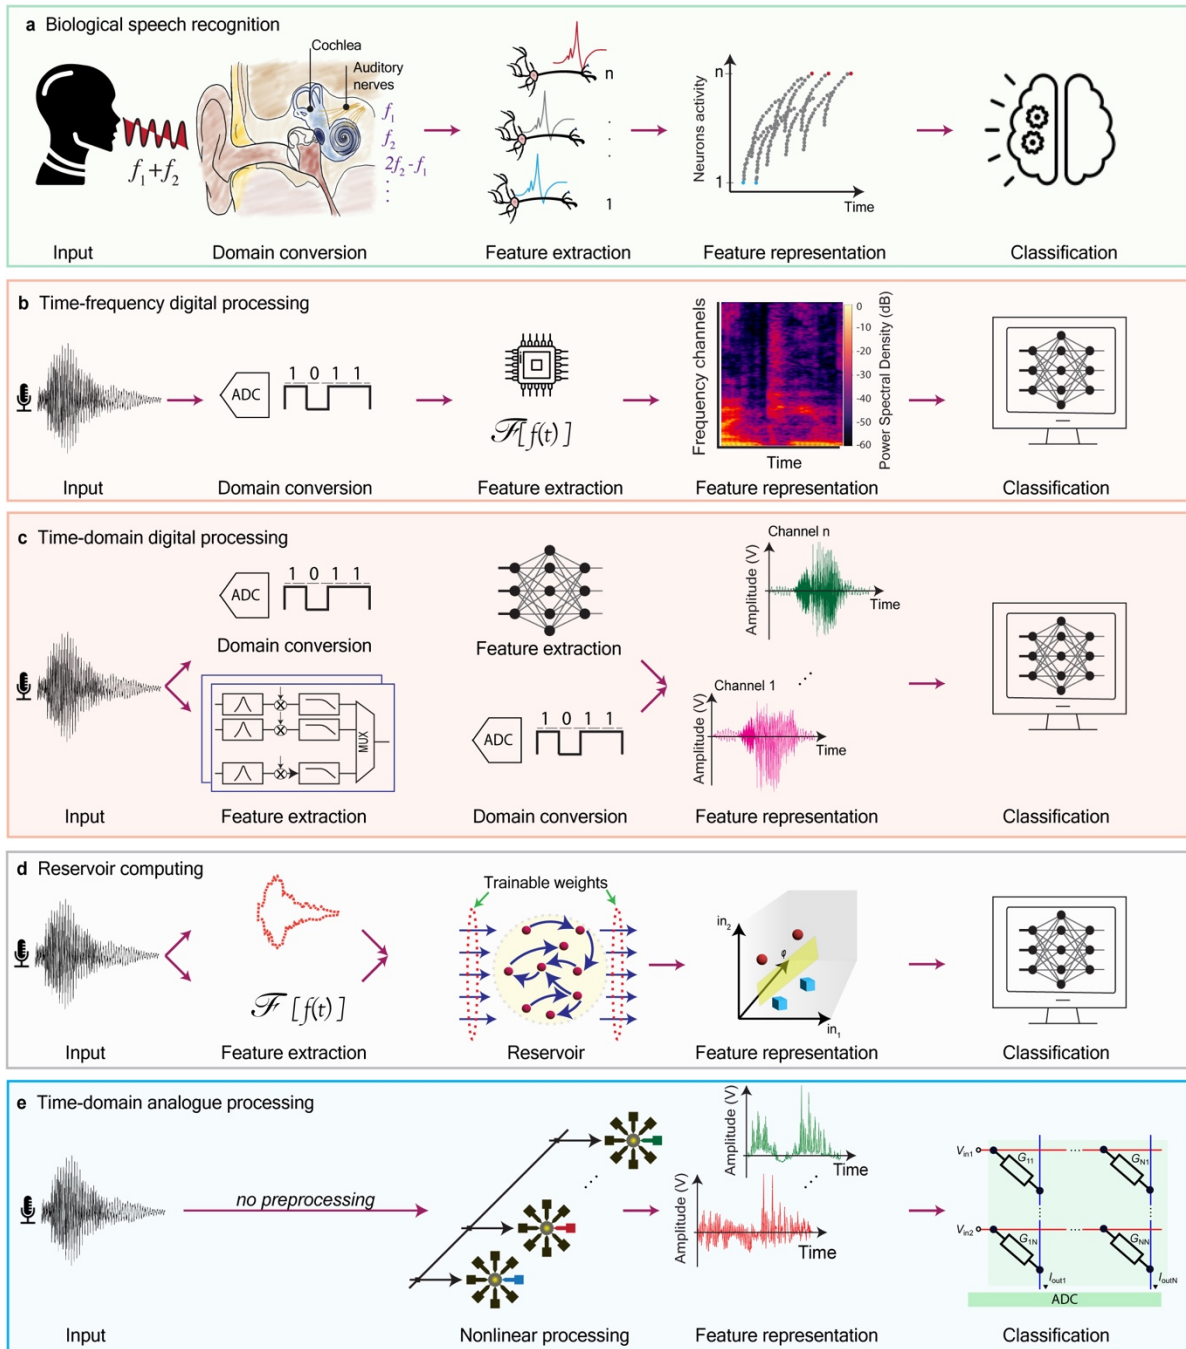 a Biological speech recognition
Cochlea
Auditory
nerves
f1
f2
2f2 - f1
f1+f2
n
1
Neurons activity
n
1
Time
Input
Domain conversion
Feature extraction
Feature representation
Classification
b Time-frequency digital processing
ADC
1 0 1 1
ℱ[f(t)]
Frequency channels
Time
0
-10
-20
-30
-40
-50
-60
Power Spectral Density (dB)
Input
Domain conversion
Feature extraction
Feature representation
Classification
c Time-domain digital processing
ADC
1 0 1 1
Domain conversion
Feature extraction
Channel n
Amplitude (V)
Time
MUX
ADC
1 0 1 1
Channel 1
Amplitude (V)
Time
Input
Feature extraction
Domain conversion
Feature representation
Classification
d Reservoir computing
Trainable weights
ℱ [f(t)]
in2
φ
in1
Input
Feature extraction
Reservoir
Feature representation
Classification
e Time-domain analogue processing
no preprocessing
Amplitude (V)
Time
Amplitude (V)
Time
Vin1
G11
GN1
Vin2
G1N
GNN
Iout1
IoutN
ADC
Input
Nonlinear processing
Feature representation
Classification